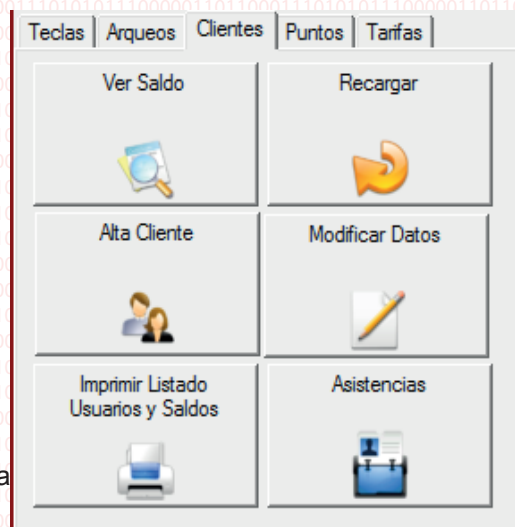 Teclas Arqueos Clientes Puntos Tarifas
Ver Saldo Recargar
Alta Cliente Modificar Datos
Imprimir Listado
Usuarios y Saldos
Asistencias
a